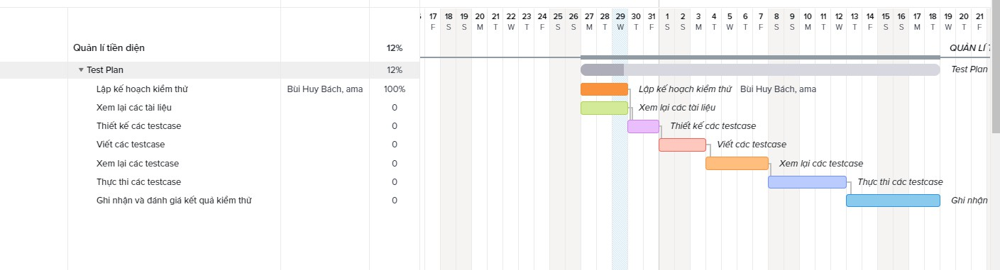 17 18 19 20 21 22 23 24 25 26 27 28 29 30 31 1 2 3 4 5 6 7 8 9 10 11 12 13 14 15 16 17 18 19 20 21
F S S M T W T F S S M T W T F S S M T W T F S S M T W T F S S M T W T F
Quản lí tiền điện 12% QUẢN LÍ
Test Plan 12% Test Plan
Lập kế hoạch kiểm thử Bùi Huy Bách, ama 100% Lập kế hoạch kiểm thử Bùi Huy Bách, ama
Xem lại các tài liệu 0 Xem lại các tài liệu
Thiết kế các testcase 0 Thiết kế các testcase
Viết các testcase 0 Viết các testcase
Xem lại các testcase 0 Xem lại các testcase
Thực thi các testcase 0 Thực thi các testcase
Ghi nhận và đánh giá kết quả kiểm thử 0 Ghi nhận